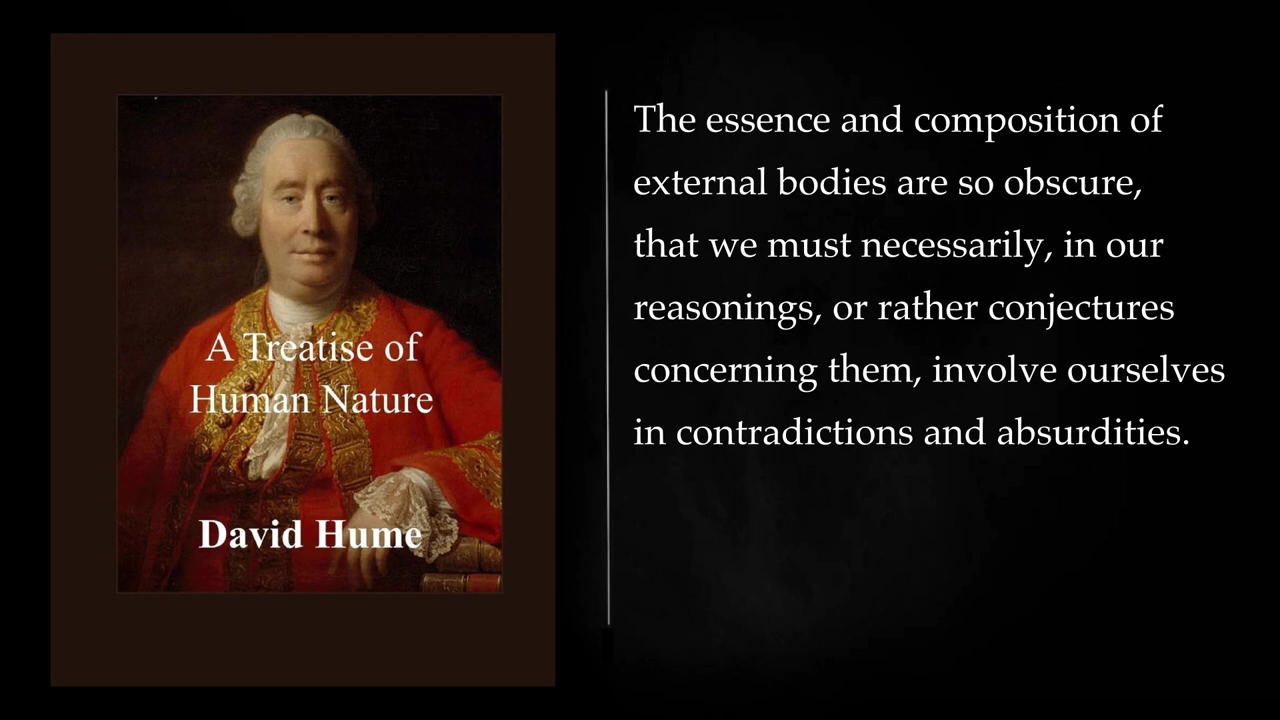 A Treatise of
Human Nature
David Hume
The essence and composition of
external bodies are so obscure,
that we must necessarily, in our
reasonings, or rather conjectures
concerning them, involve ourselves
in contradictions and absurdities.